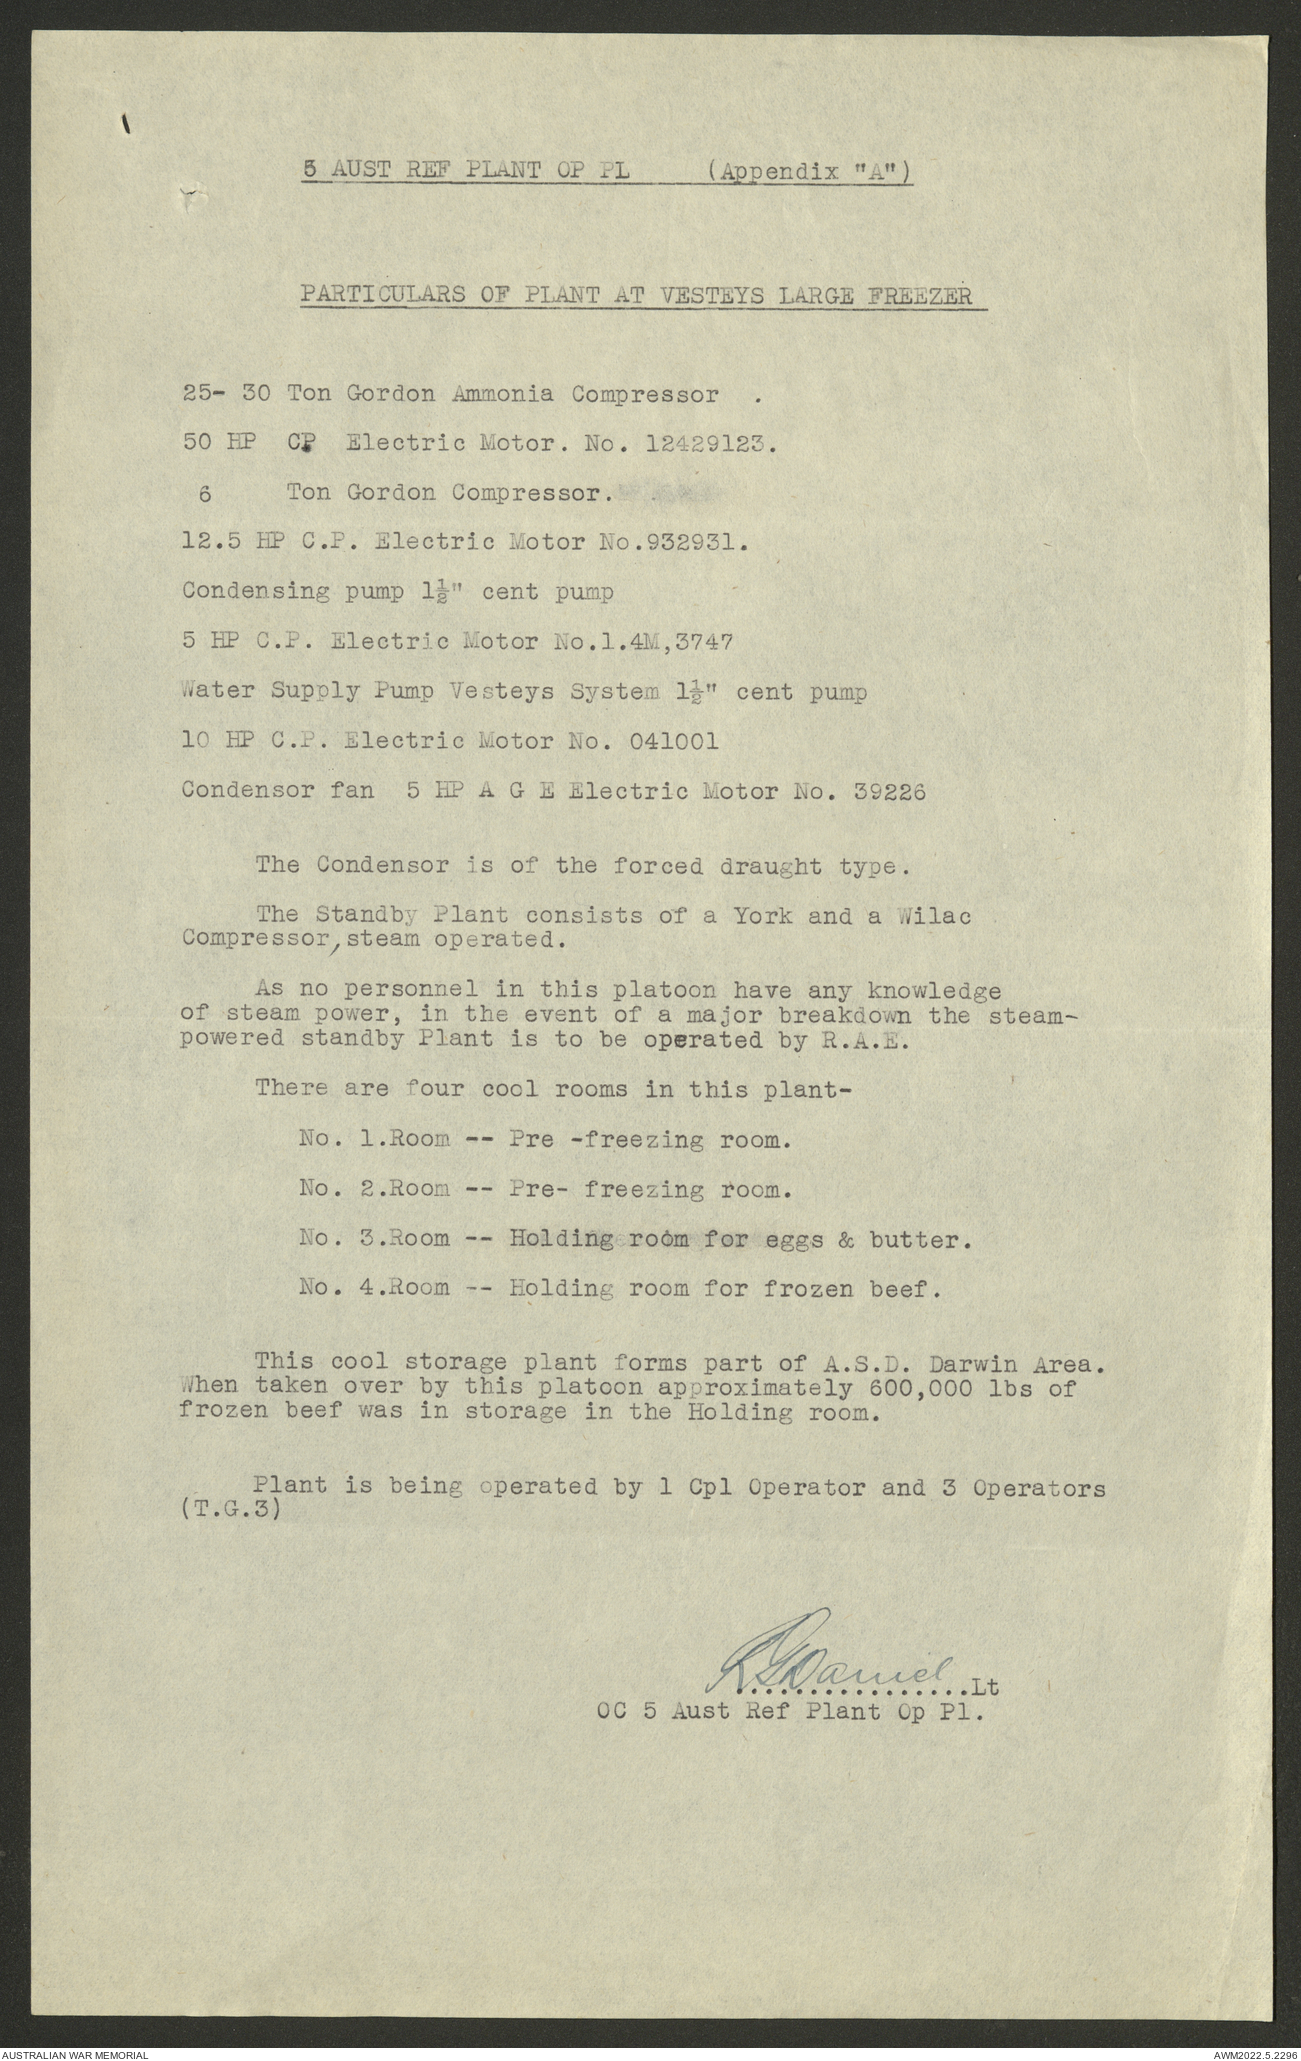 5 AUST REF PLANT OP PL (Appendix "A")
PARTICULARS OF PLANT AT VESTEYS LARGE FREEZER
25- 30 Ton Gordon Ammonia Compressor .
50 HP CP Electric Motor. No. 12429123.
6 Ton Gordon Compressor.
12.5 HP C.P. Electric Motor No.932931.
Condensing pump 1½" cent pump
5 HP C.P. Electric Motor No.1.4M,3747
Water Supply Pump Vesteys System 1½" cent pump
10 HP C.P. Electric Motor No. 041001
Condensor fan 5 HP A G E Electric Motor No. 39226
The Condensor is of the forced draught type.
The Standby Plant consists of a York and a Wilac
Compressor, steam operated.
As no personnel in this platoon have any knowledge
of steam power, in the event of a major breakdown the steam-
powered standby Plant is to be operated by R.A.E.
There are four cool rooms in this plant-
No. 1.Room -- Pre -freezing room.
No. 2.Room -- Pre- freezing room.
No. 3.Room -- Holding room for eggs & butter.
No. 4.Room -- Holding room for frozen beef.
This cool storage plant forms part of A.S.D. Darwin Area.
When taken over by this platoon approximately 600,000 lbs of
frozen beef was in storage in the Holding room.
Plant is being operated by 1 Cpl Operator and 3 Operators
(T.G.3)
Daniel
.................Lt
OC 5 Aust Ref Plant Op Pl.
AUSTRALIAN WAR MEMORIAL
AWM2022.5.2296